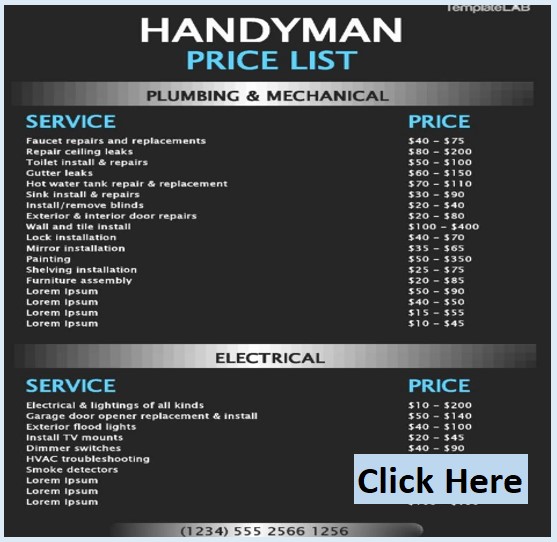 TemplateLAB
HANDYMAN
PRICE LIST
PLUMBING & MECHANICAL
SERVICE PRICE
Faucet repairs and replacements $40 – $75
Repair ceiling leaks $80 – $200
Toilet install & repairs $50 – $100
Gutter leaks $60 – $150
Hot water tank repair & replacement $70 – $110
Sink install & repairs $30 – $90
Install/remove blinds $20 – $40
Exterior & interior door repairs $20 – $80
Wall and tile install $100 – $400
Lock installation $40 – $70
Mirror installation $35 – $65
Painting $50 – $350
Shelving installation $25 – $75
Furniture assembly $20 – $85
Lorem Ipsum $50 – $90
Lorem Ipsum $40 – $50
Lorem Ipsum $15 – $55
Lorem Ipsum $10 – $45
ELECTRICAL
SERVICE PRICE
Electrical & lightings of all kinds $10 – $200
Garage door opener replacement & install $50 – $140
Exterior flood lights $40 – $100
Install TV mounts $20 – $45
Dimmer switches $40 – $90
HVAC troubleshooting
Smoke detectors
Lorem Ipsum
Click Here
Lorem Ipsum
Lorem Ipsum
(1234) 555 2566 1256